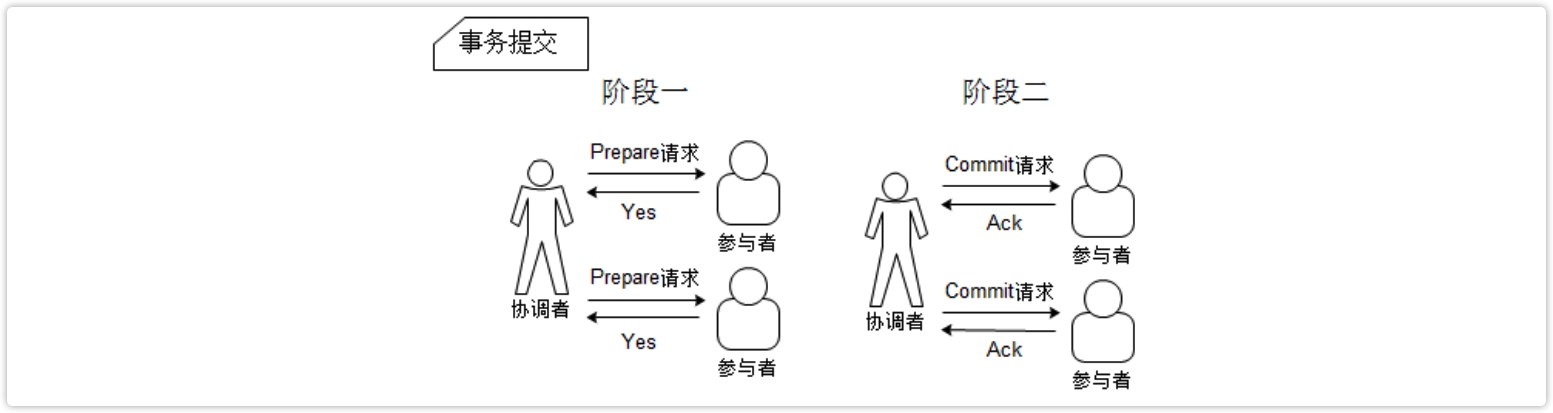 事务提交
阶段一
Prepare请求
Yes
参与者
Prepare请求
协调者
Yes
参与者
阶段二
Commit请求
Ack
参与者
Commit请求
协调者
Ack
参与者